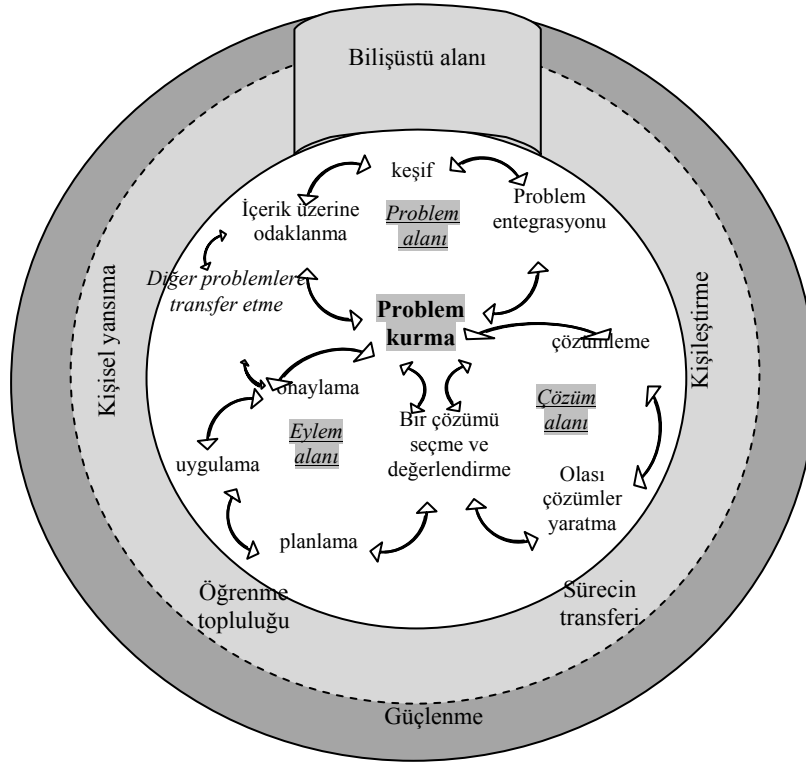 Bilişüstü alanı
keşif
İçerik üzerine
odaklanma
Problem
alanı
Problem
entegrasyonu
Diğer problemlere
transfer etme
Kişisel yansıma
Kişileştirme
Problem
kurma
çözümleme
onaylama
Eylem
alanı
Bir çözümü
seçme ve
değerlendirme
Çözüm
alanı
uygulama
Olası
çözümler
yaratma
planlama
Öğrenme
topluluğu
Sürecin
transferi
Güçlenme